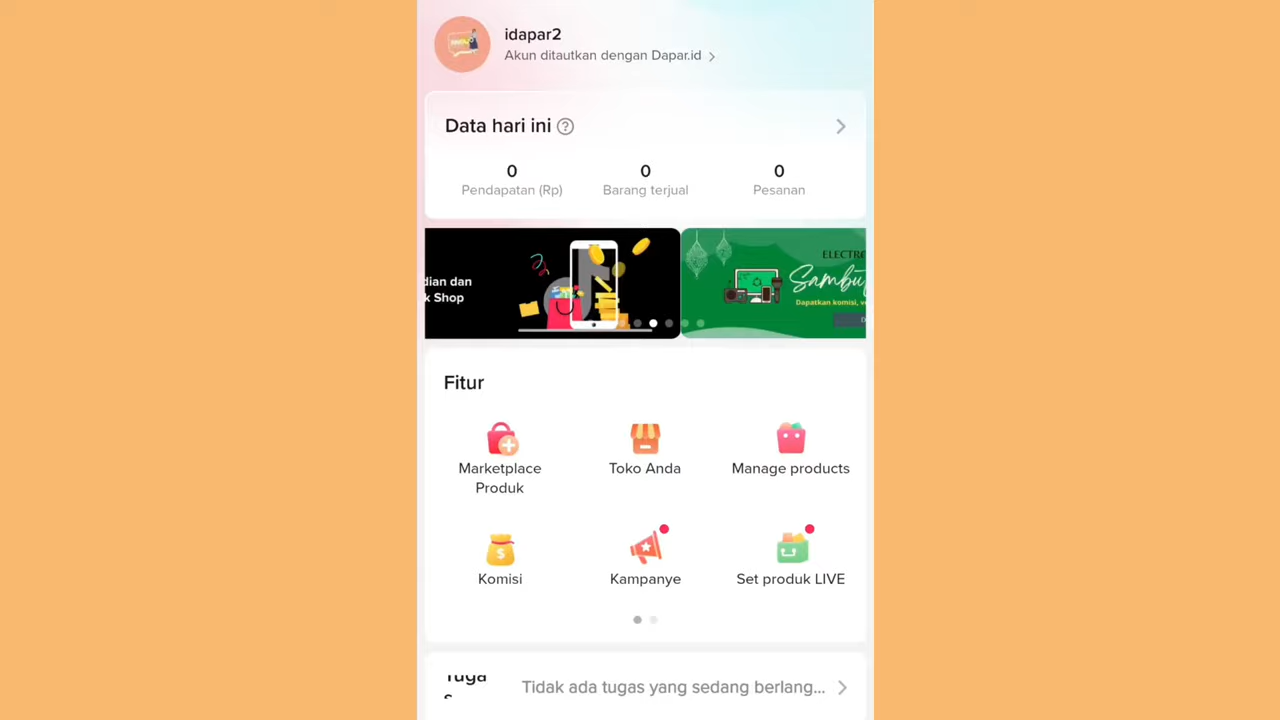 idapar2
Akun ditautkan dengan Dapar.id
Data hari ini
0 0 0
Pendapatan (Rp) Barang terjual Pesanan
dian dan
k Shop
ELECTR
Sambut
Dapatkan komisi, v
Fitur
Marketplace Toko Anda Manage products
Produk
Komisi Kampanye Set produk LIVE
Tuga
s
Tidak ada tugas yang sedang berlang...